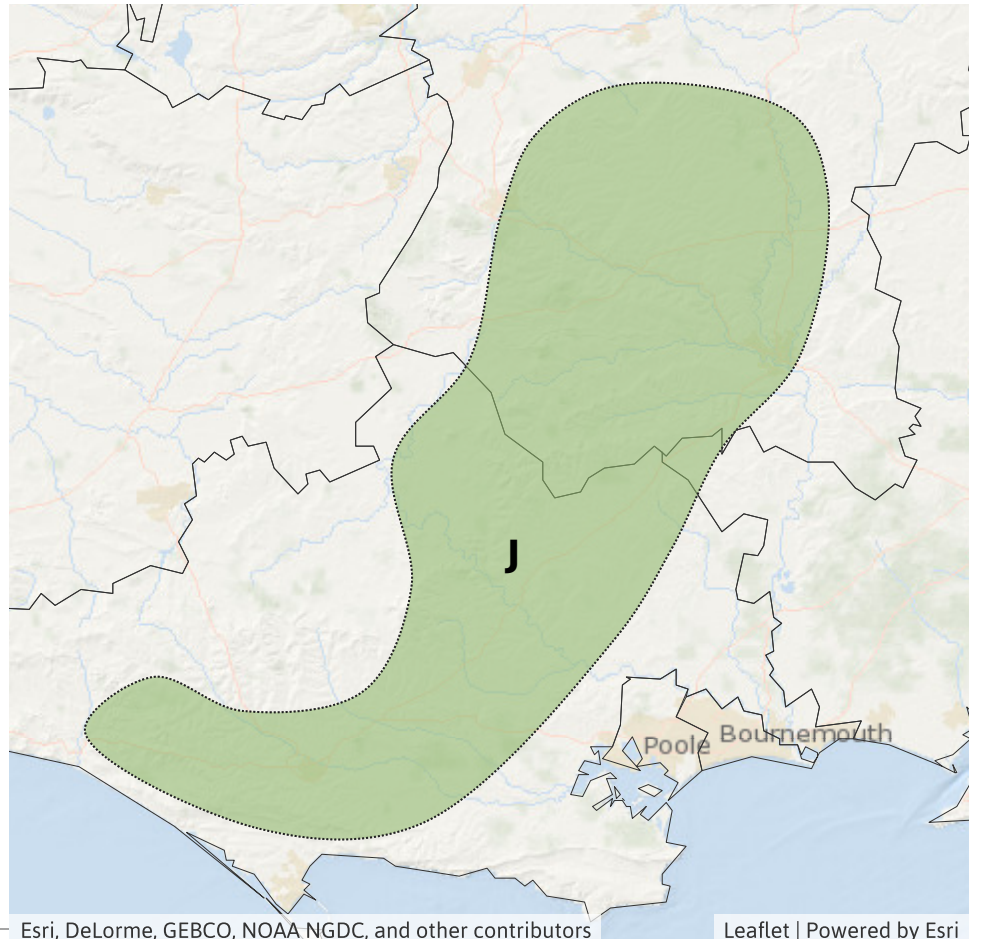 J
Poole
Bournemouth
Esri, DeLorme, GEBCO, NOAA NGDC, and other contributors
Leaflet | Powered by Esri